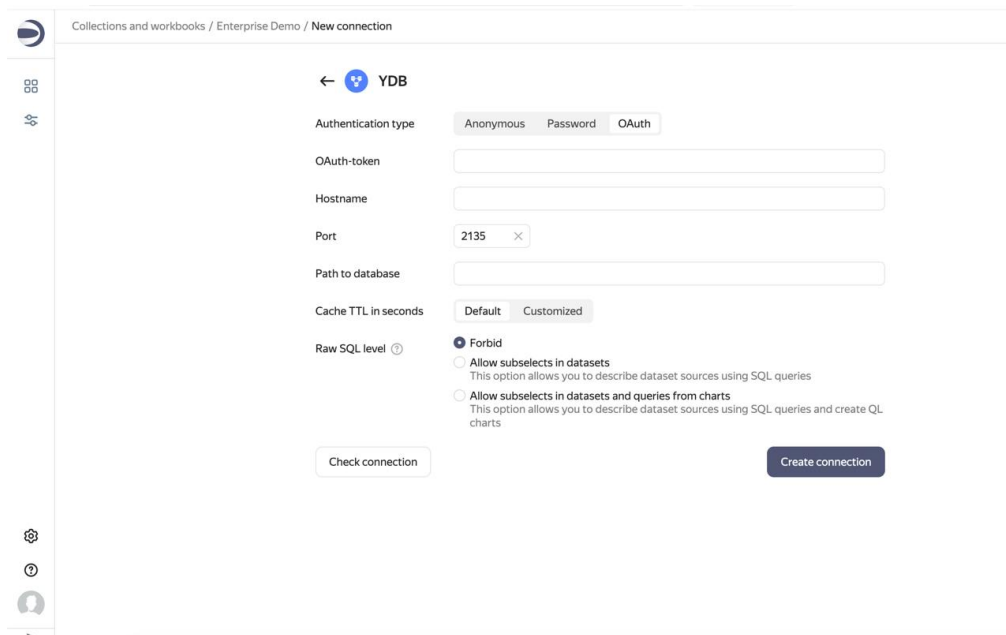 Collections and workbooks / Enterprise Demo / New connection
YDB
Authentication type
Anonymous Password OAuth
OAuth-token
Hostname
Port
2135
Path to database
Cache TTL in seconds
Default Customized
Raw SQL level
Forbid
Allow subselects in datasets
This option allows you to describe dataset sources using SQL queries
Allow subselects in datasets and queries from charts
This option allows you to describe dataset sources using SQL queries and create QL
charts
Check connection
Create connection